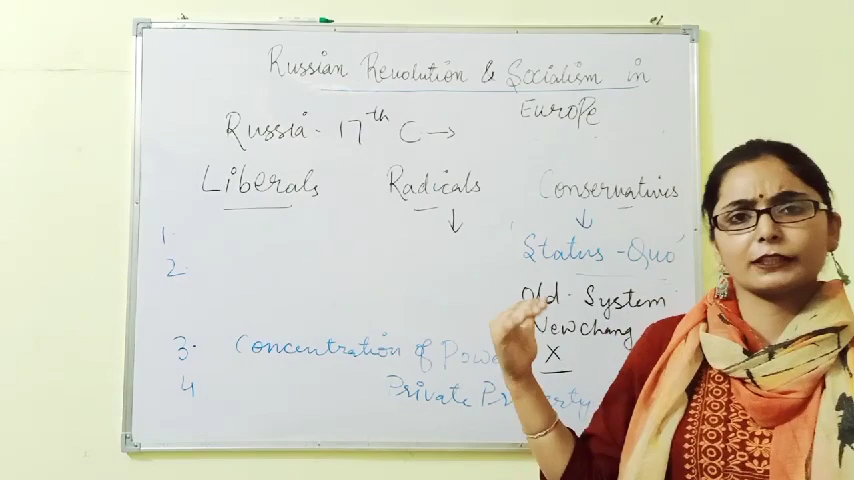 Russian Revolution & Socialism in
Europe
Russia - 17th C →
Liberals Radicals Conservatives
1.
2
'Status - Quo'
Old System
New Chang
X
3. Concentration of Powe
4 Private Property